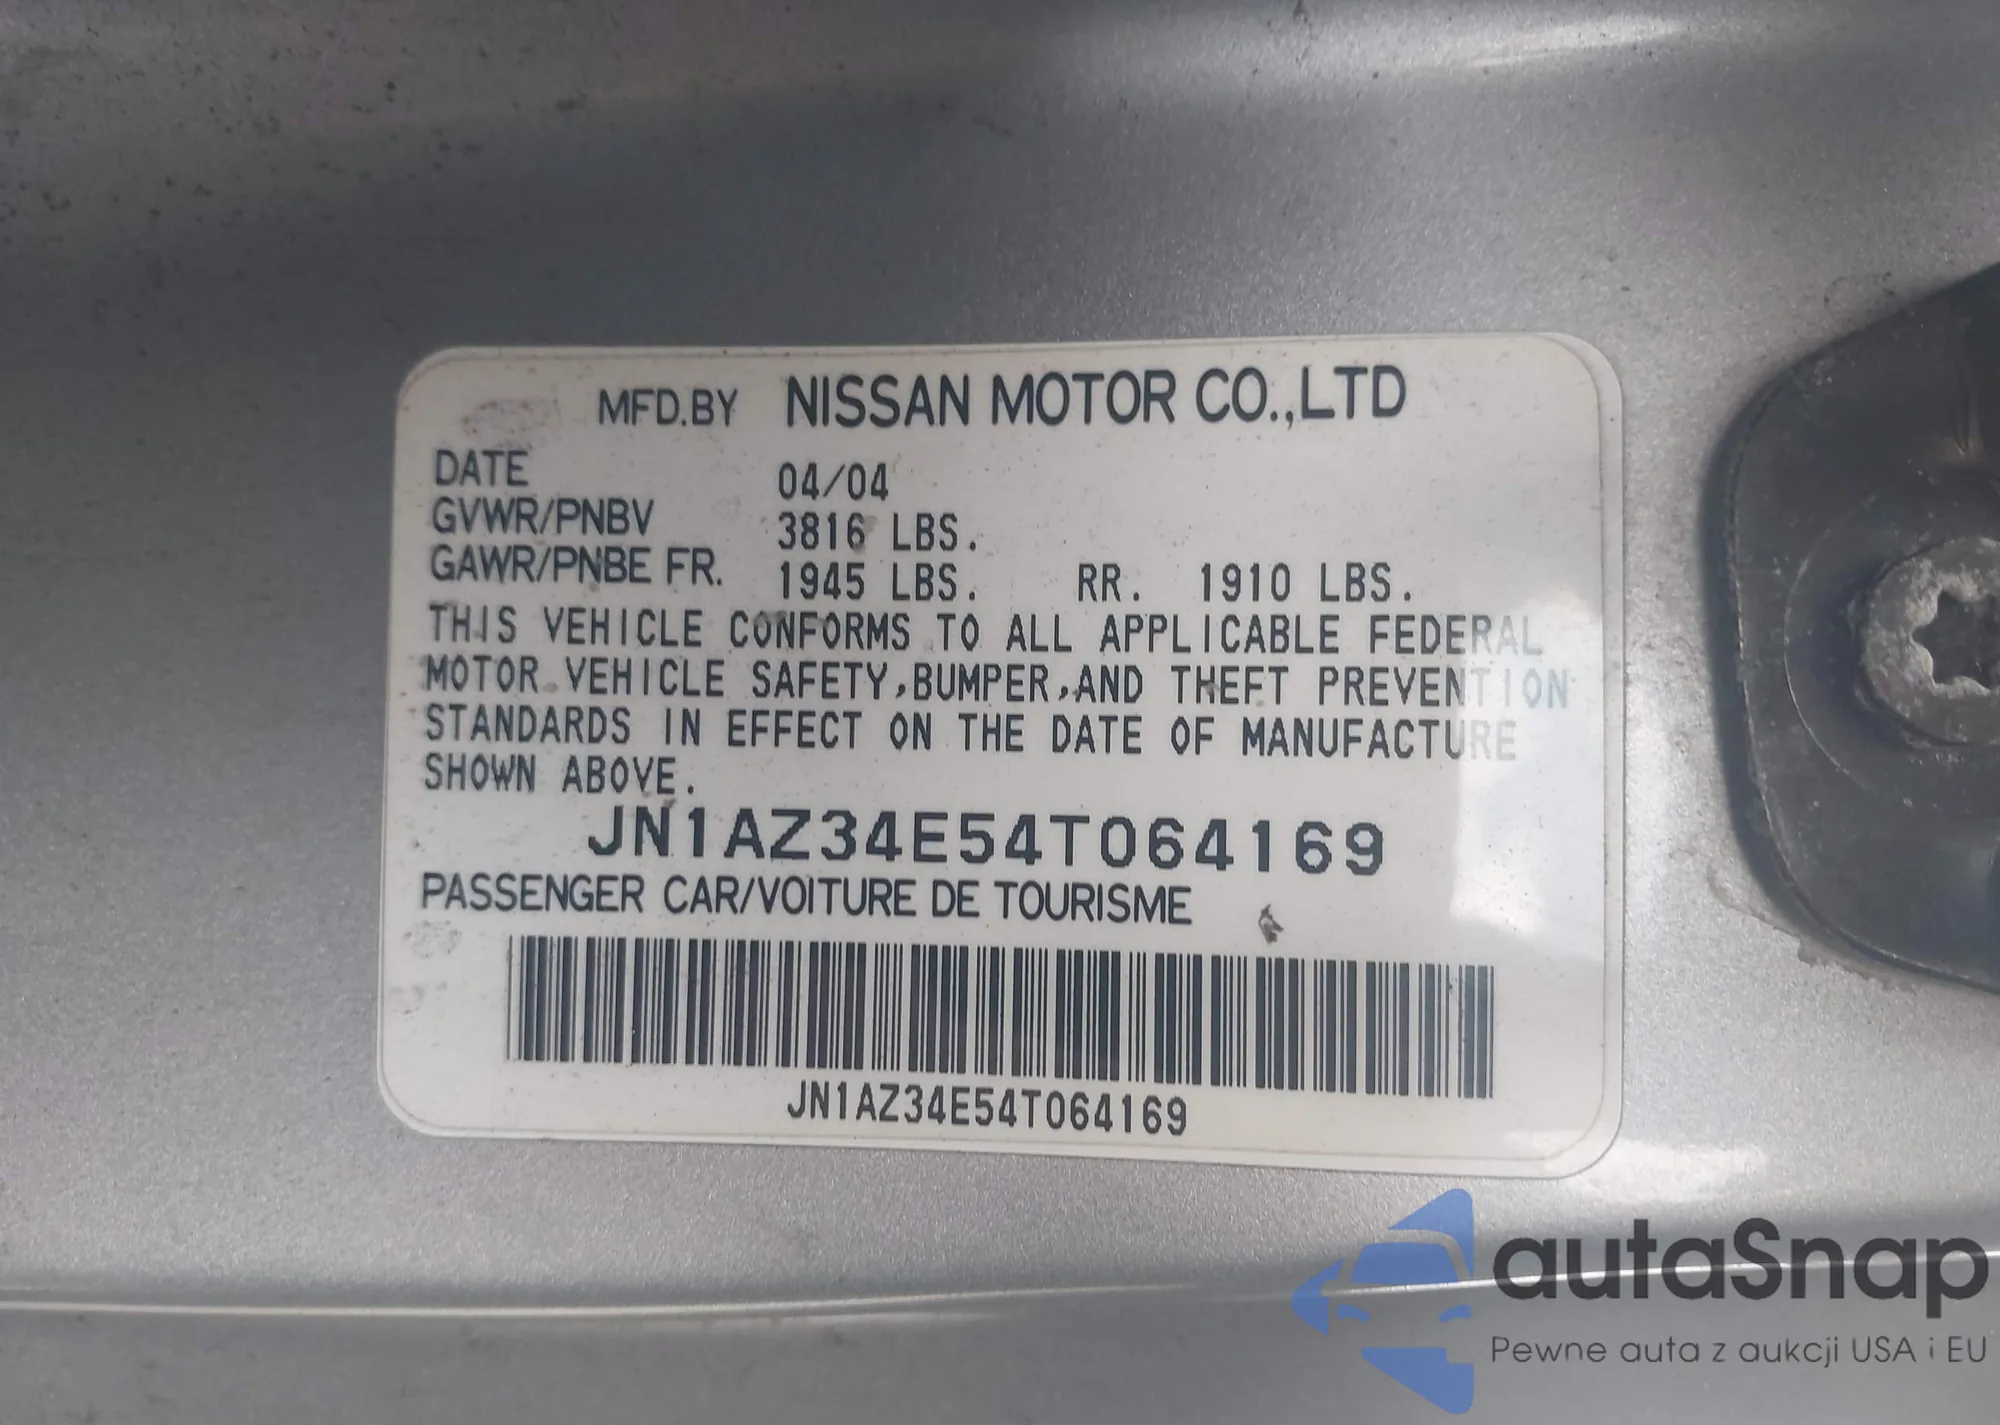 MFD.BY NISSAN MOTOR CO.,LTD
DATE 04/04
GVWR/PNBV 3816 LBS.
GAWR/PNBE FR. 1945 LBS. RR. 1910 LBS.
THIS VEHICLE CONFORMS TO ALL APPLICABLE FEDERAL
MOTOR VEHICLE SAFETY,BUMPER,AND THEFT PREVENTION
STANDARDS IN EFFECT ON THE DATE OF MANUFACTURE
SHOWN ABOVE.
JN1AZ34E54T064169
PASSENGER CAR/VOITURE DE TOURISME
JN1AZ34E54T064169
autaSnap
Pewne auta z aukcji USA i EU